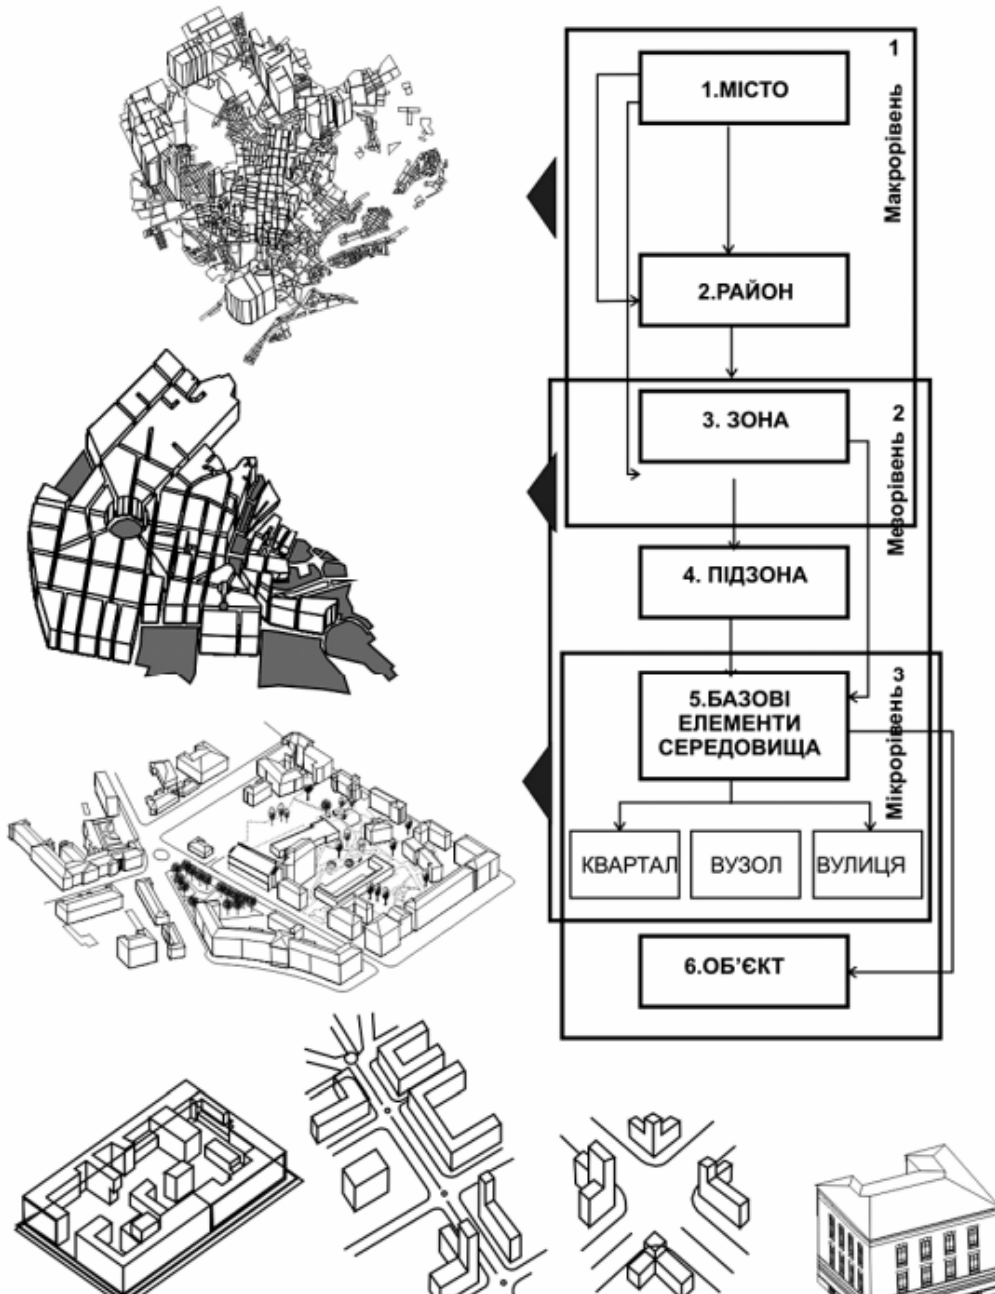 1
Макрорівень
1.МІСТО
2.РАЙОН
2
Мезорівень
3. ЗОНА
4. ПІДЗОНА
3
Мікрорівень
5.БАЗОВІ
ЕЛЕМЕНТИ
СЕРЕДОВИЩА
КВАРТАЛ
ВУЗОЛ
ВУЛИЦЯ
6.ОБ’ЄКТ